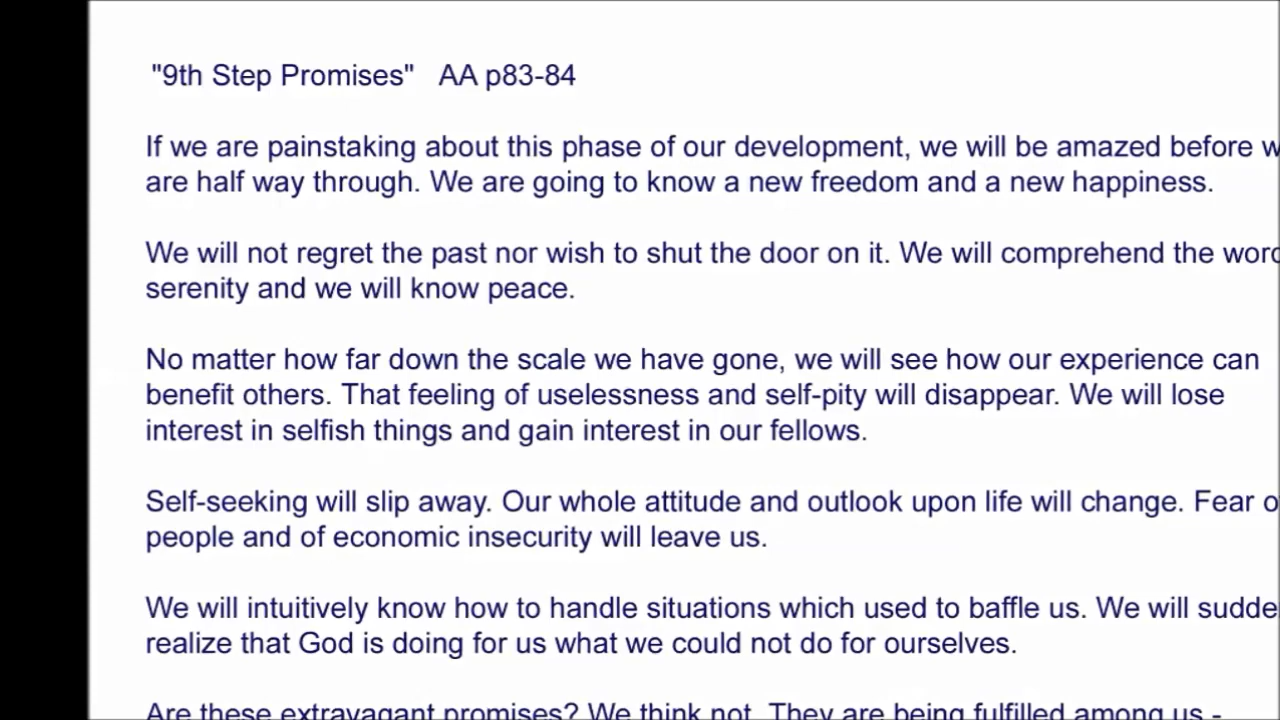 "9th Step Promises" AA p83-84
If we are painstaking about this phase of our development, we will be amazed before
are half way through. We are going to know a new freedom and a new happiness.
We will not regret the past nor wish to shut the door on it. We will comprehend the
serenity and we will know peace.
No matter how far down the scale we have gone, we will see how our experience can
benefit others. That feeling of uselessness and self-pity will disappear. We will lose
interest in selfish things and gain interest in our fellows.
Self-seeking will slip away. Our whole attitude and outlook upon life will change. Fear
people and of economic insecurity will leave us.
We will intuitively know how to handle situations which used to baffle us. We will
realize that God is doing for us what we could not do for ourselves.
Are these extravagant promises? We think not. They are being fulfilled among us -